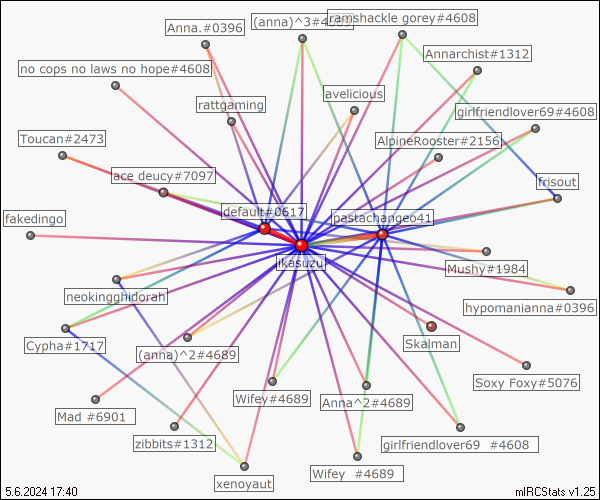 ramshackle gorey#4608
(anna)^3#4689
Anna.#0396
Annarchist#1312
no cops no laws no hope#4608
avelicious
rattgaming
girlfriendlover69#4608
Toucan#2473
AlpineRooster#2156
ace deucy#7097
frisout
default#0617
pastachangeo41
fakedingo
ikasuzu
Mushy#1984
neokingghidorah
hypomanianna#0396
Cypha#1717
(anna)^2#4689
Skalman
Soxy Foxy#5076
Wifey#4689
Anna^2#4689
Mad #6901
zibbits#1312
girlfriendlover69 #4608
Wifey #4689
xenoyaut
5.6.2024 17:40
mIRCStats v1.25